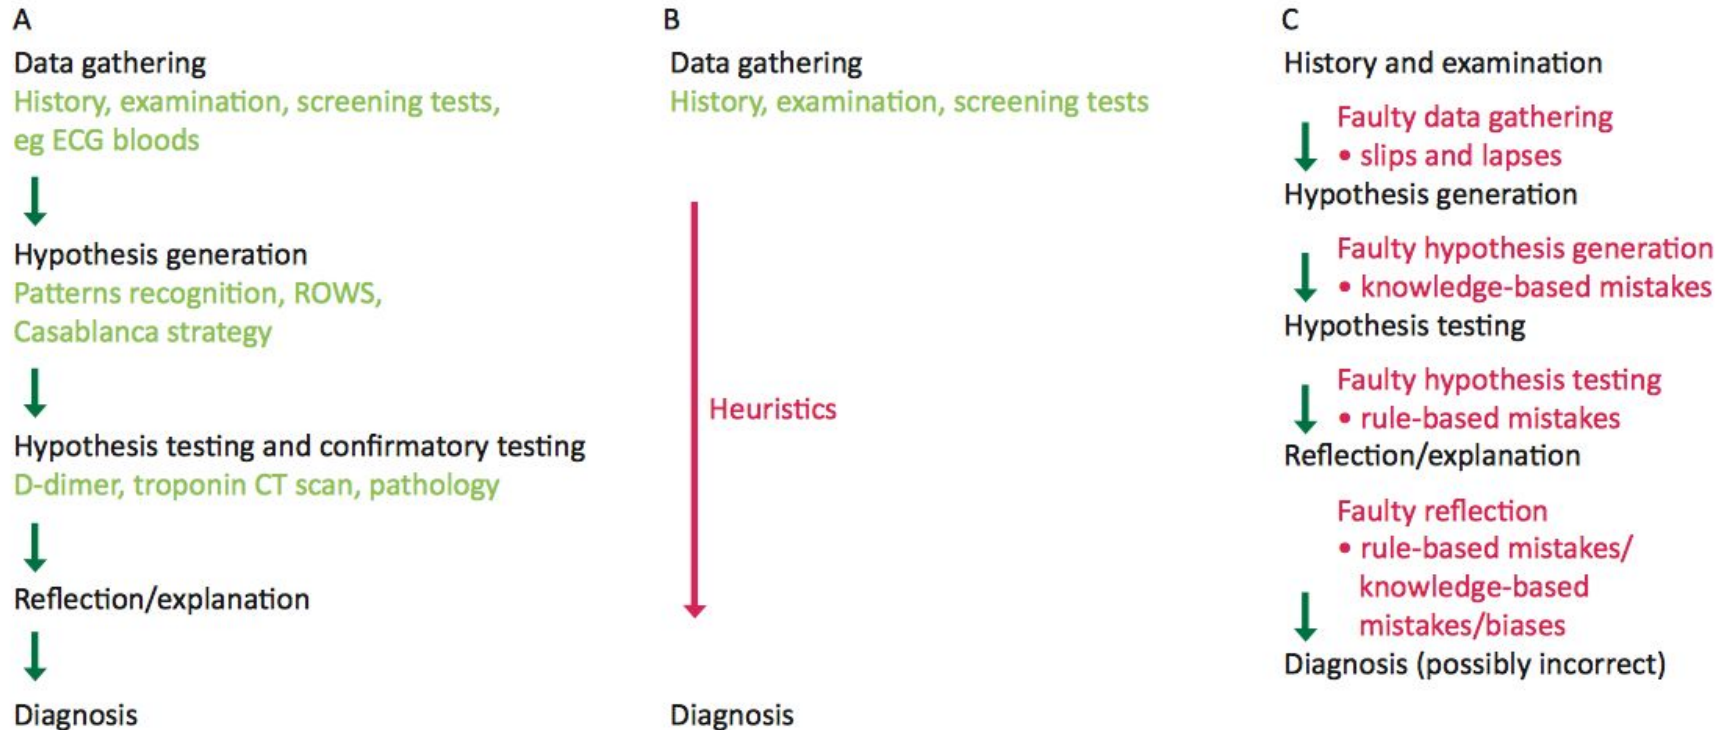 A
Data gathering
History, examination, screening tests,
eg ECG bloods
Hypothesis generation
Patterns recognition, ROWS,
Casablanca strategy
Hypothesis testing and confirmatory testing
D-dimer, troponin CT scan, pathology
Reflection/explanation
Diagnosis
B
Data gathering
History, examination, screening tests
Heuristics
Diagnosis
C
History and examination
Faulty data gathering
• slips and lapses
Hypothesis generation
Faulty hypothesis generation
• knowledge-based mistakes
Hypothesis testing
Faulty hypothesis testing
• rule-based mistakes
Reflection/explanation
Faulty reflection
• rule-based mistakes/
knowledge-based
mistakes/biases
Diagnosis (possibly incorrect)